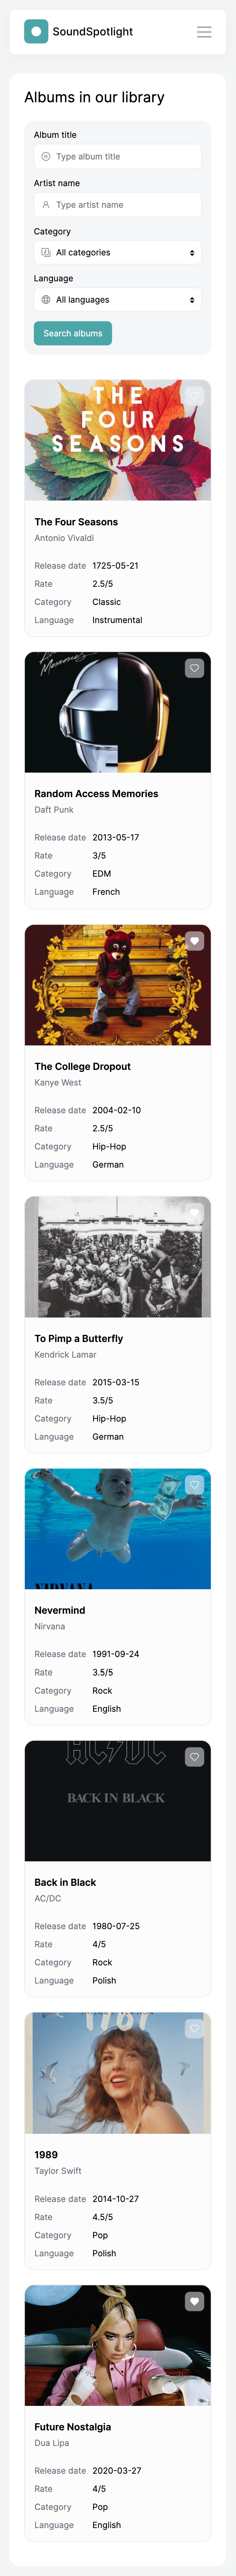 SoundSpotlight
Albums in our library
Album title
Type album title
Artist name
Type artist name
Category
All categories
Language
All languages
Search albums
THE
FOUR
SEASONS
The Four Seasons
Antonio Vivaldi
Release date 1725-05-21
Rate 2.5/5
Category Classic
Language Instrumental
Memories
Random Access Memories
Daft Punk
Release date 2013-05-17
Rate 3/5
Category EDM
Language French
The College Dropout
Kanye West
Release date 2004-02-10
Rate 2.5/5
Category Hip-Hop
Language German
To Pimp a Butterfly
Kendrick Lamar
Release date 2015-03-15
Rate 3.5/5
Category Hip-Hop
Language German
NIRVANA
Nevermind
Nirvana
Release date 1991-09-24
Rate 3.5/5
Category Rock
Language English
AC/DC
BACK IN BLACK
Back in Black
AC/DC
Release date 1980-07-25
Rate 4/5
Category Rock
Language Polish
1989
Taylor Swift
Release date 2014-10-27
Rate 4.5/5
Category Pop
Language Polish
Future Nostalgia
Dua Lipa
Release date 2020-03-27
Rate 4/5
Category Pop
Language English